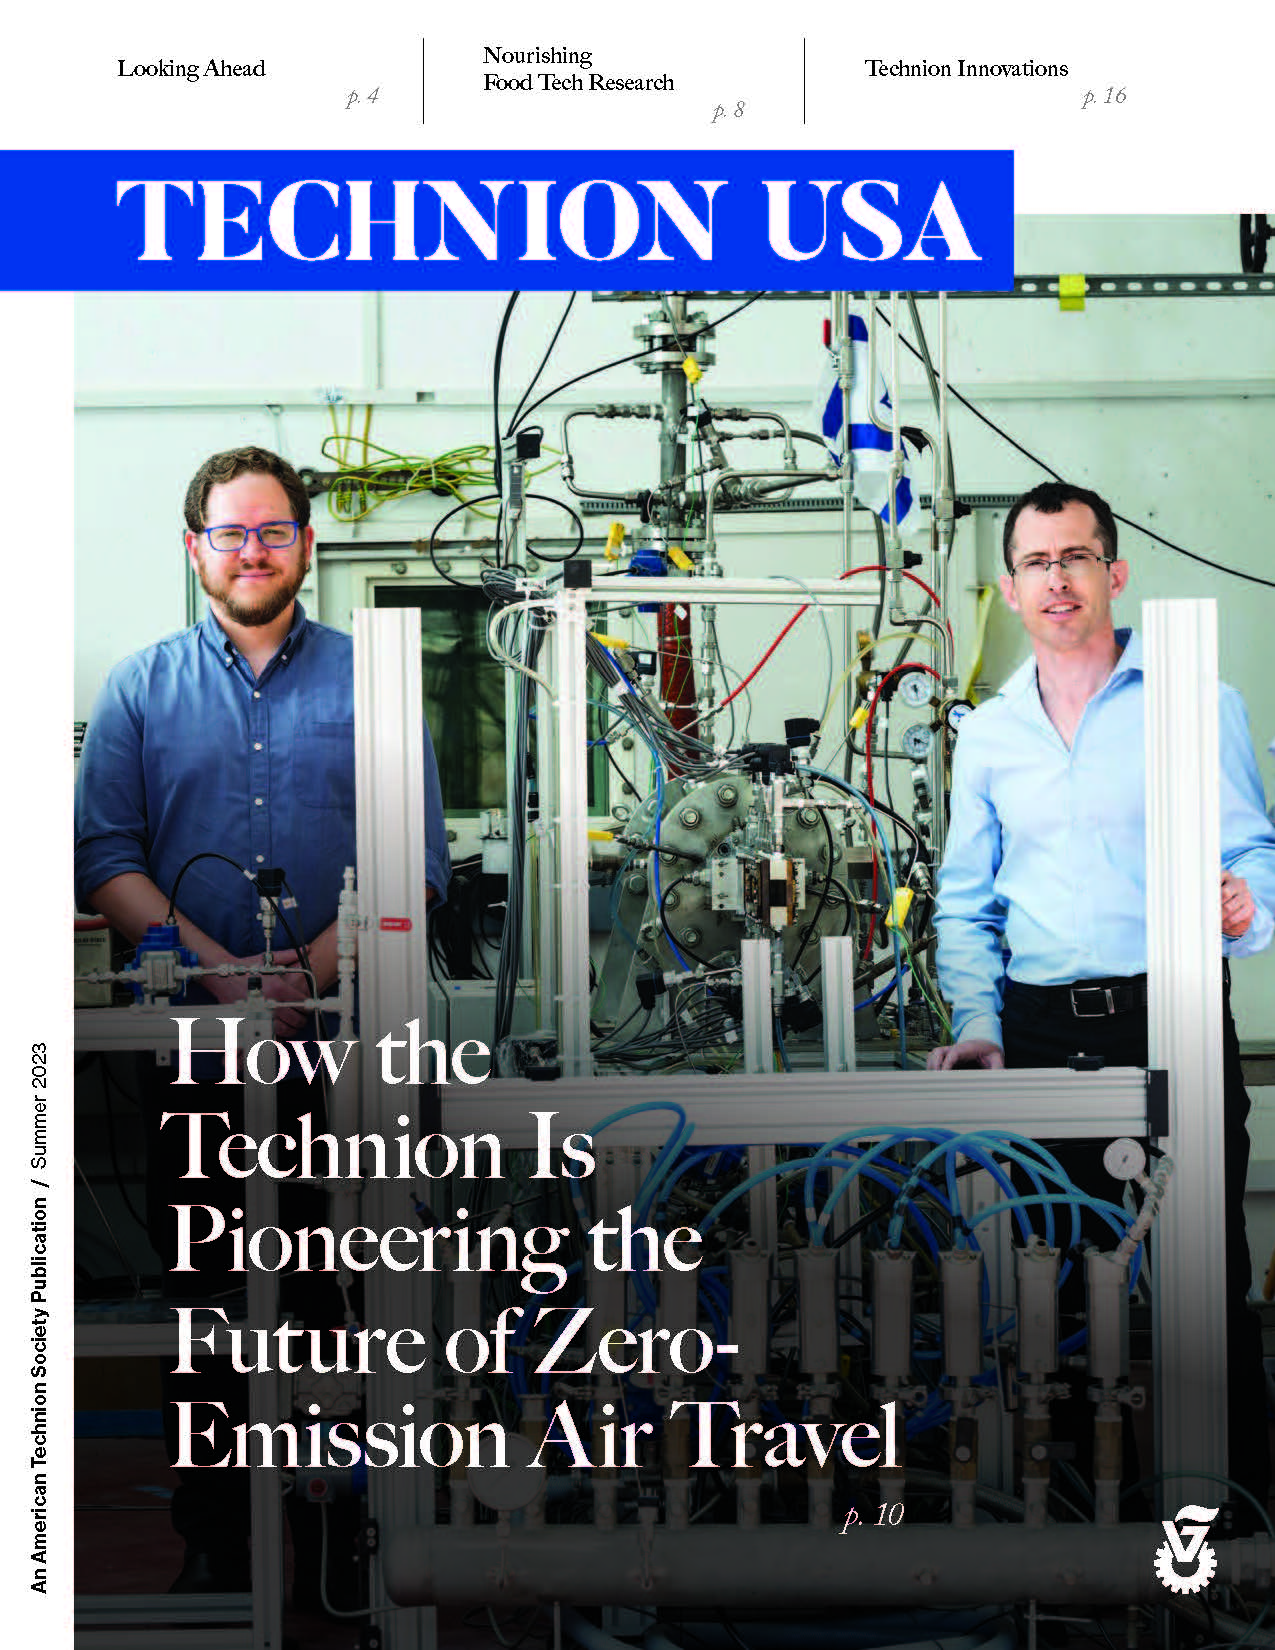 Looking Ahead
p. 4
Nourishing
Food Tech Research
p. 8
Technion Innovations
p. 16
TECHNION USA
An American Technion Society Publication / Summer 2023
How the
Technion Is
Pioneering the
Future of Zero-
Emission Air Travel
p. 10